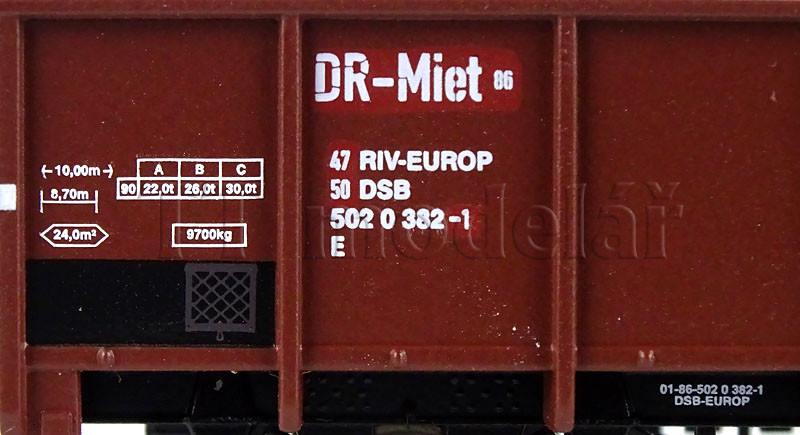 DR-Miet 86
47 RIV-EUROP
50 DSB
502 0 382-1
E
10,00m
8,70m
A B C
90 22,0t 26,0t 30,0t
24,0m²
9700kg
modelář
01-86-502 0 382-1
DSB-EUROP